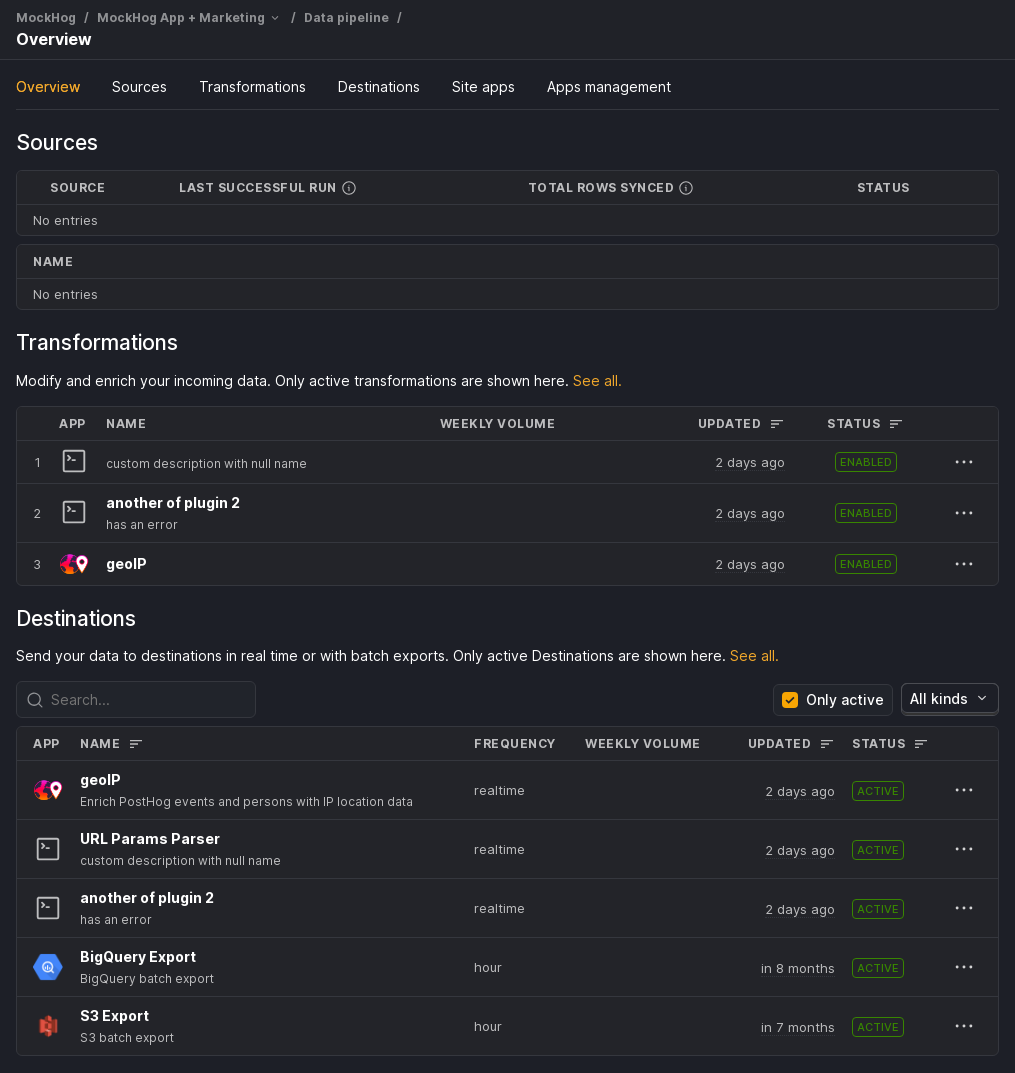 MockHog / MockHog App + Marketing / Data pipeline /
Overview
Overview Sources Transformations Destinations Site apps Apps management
Sources
SOURCE LAST SUCCESSFUL RUN TOTAL ROWS SYNCED STATUS
No entries
NAME
No entries
Transformations
Modify and enrich your incoming data. Only active transformations are shown here. See all.
APP NAME WEEKLY VOLUME UPDATED STATUS
1 custom description with null name 2 days ago ENABLED
another of plugin 2
2 2 days ago ENABLED
has an error
3 geoIP 2 days ago ENABLED
Destinations
Send your data to destinations in real time or with batch exports. Only active Destinations are shown here. See all.
Search... Only active All kinds
APP NAME FREQUENCY WEEKLY VOLUME UPDATED STATUS
geoIP
realtime 2 days ago ACTIVE
Enrich PostHog events and persons with IP location data
URL Params Parser
realtime 2 days ago ACTIVE
custom description with null name
another of plugin 2
realtime 2 days ago ACTIVE
has an error
BigQuery Export
hour in 8 months ACTIVE
BigQuery batch export
S3 Export
hour in 7 months ACTIVE
S3 batch export